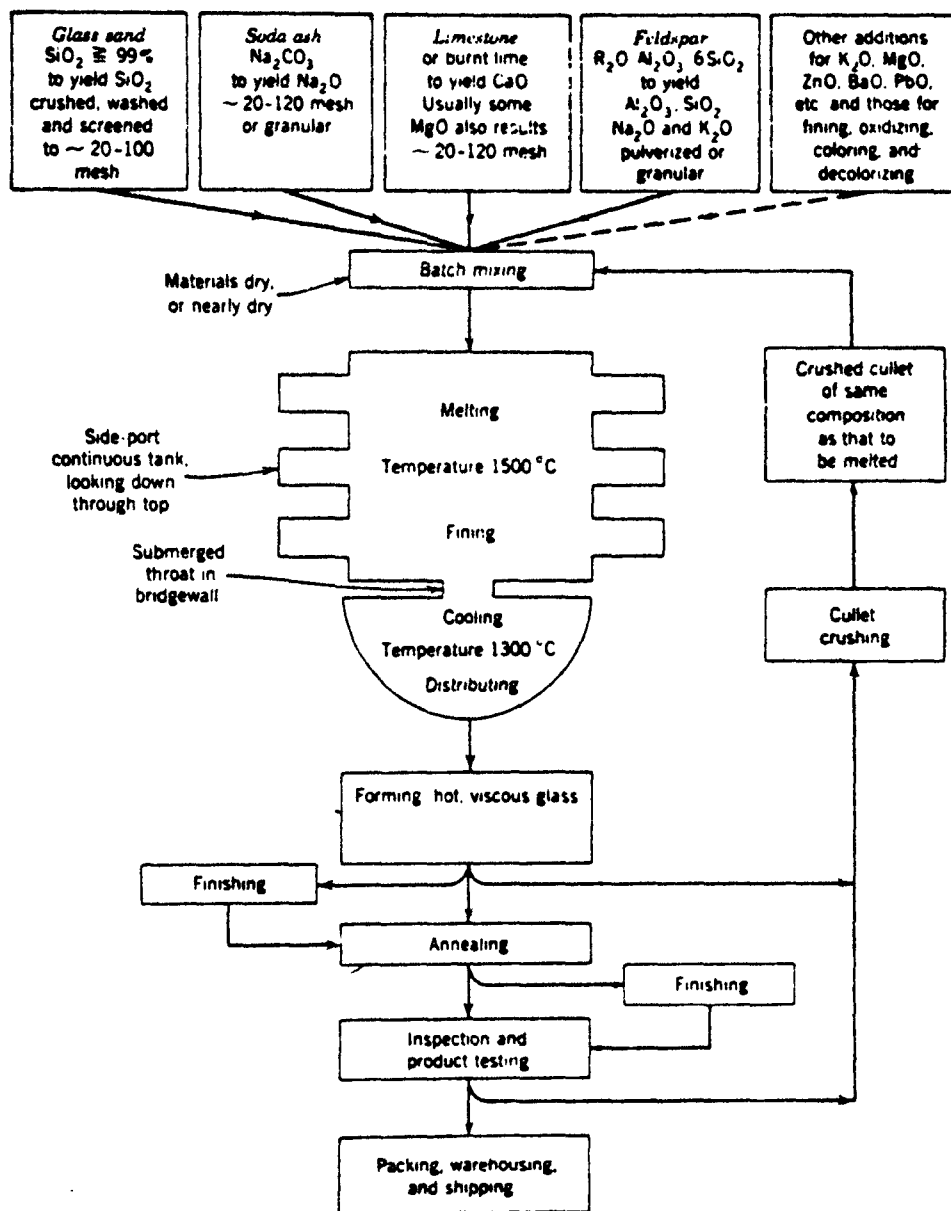 Glass sand
SiO₂ ≧ 99%
to yield SiO₂
crushed, washed
and screened
to ~ 20-100
mesh
Soda ash
Na₂CO₃
to yield Na₂O
~ 20-120 mesh
or granular
Limestone
or burnt lime
to yield CaO
Usually some
MgO also results
~ 20-120 mesh
Feldspar
R₂O Al₂O₃ 6SiO₂
to yield
Al₂O₃. SiO₂
Na₂O and K₂O
pulverized or
granular
Other additions
for K₂O, MgO,
ZnO, BaO, PbO,
etc. and those for
fining, oxidizing,
coloring, and
decolorizing
Batch mixing
Materials dry,
or nearly dry
Crushed cullet
of same
composition
as that to
be melted
Melting
Side-port
continuous tank,
looking down
through top
Temperature 1500 °C
Fining
Submerged
throat in
bridgewall
Cooling
Temperature 1300 °C
Distributing
Cullet
crushing
Forming hot, viscous glass
Finishing
Annealing
Finishing
Inspection and
product testing
Packing, warehousing,
and shipping